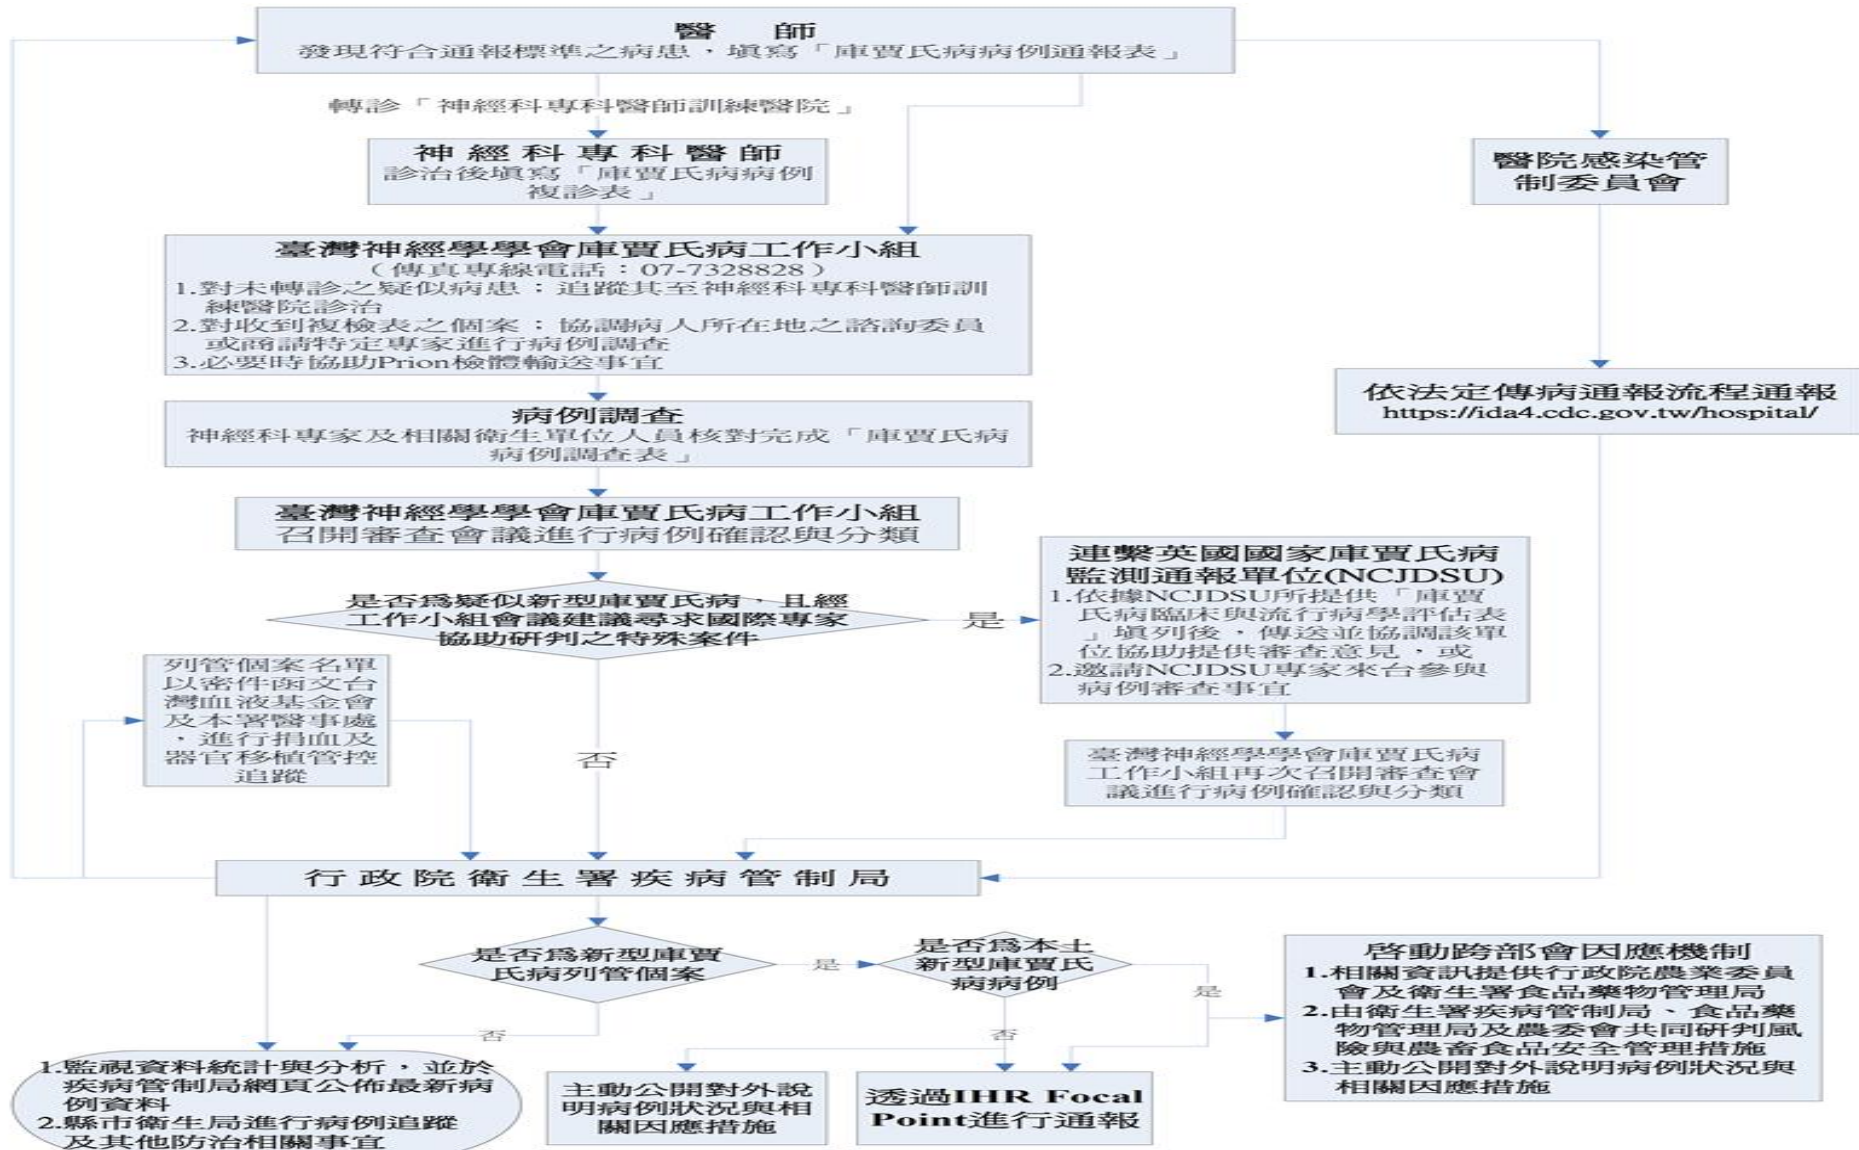 醫 師
發現符合通報標準之病患，填寫「庫賈氏病病例通報表」
轉診「神經科專科醫師訓練醫院」
神經科專科醫師
診治後填寫「庫賈氏病病例
複診表」
醫院感染管
制委員會
臺灣神經學學會庫賈氏病工作小組
（傳真專線電話：07-7328828）
1.對未轉診之疑似病患：追蹤其至神經科專科醫師訓
練醫院診治
2.對收到複檢表之個案：協調病人所在地之諮詢委員
或商請特定專家進行病例調查
3.必要時協助Prion檢體輸送事宜
依法定傳病通報流程通報
https://ida4.cdc.gov.tw/hospital/
病例調查
神經科專家及相關衛生單位人員核對完成「庫賈氏病
病例調查表」
臺灣神經學學會庫賈氏病工作小組
召開審查會議進行病例確認與分類
是否為疑似新型庫賈氏病，且經
工作小組會議建議尋求國際專家
協助研判之特殊案件
是
連繫英國國家庫賈氏病
監測通報單位(NCJDSU)
1.依據NCJDSU所提供「庫賈
氏病臨床與流行病學評估表
」填列後，傳送並協調該單
位協助提供審查意見，或
2.邀請NCJDSU專家來台參與
病例審查事宜
列管個案名單
以密件函文台
灣血液基金會
及本署醫事處
，進行捐血及
器官移植管控
追蹤
否
臺灣神經學學會庫賈氏病
工作小組再次召開審查會
議進行病例確認與分類
行政院衛生署疾病管制局
是否為新型庫賈
氏病列管個案
是
是否為本土
新型庫賈氏
病病例
是
啓動跨部會因應機制
1.相關資訊提供行政院農業委員
會及衛生署食品藥物管理局
2.由衛生署疾病管制局、食品藥
物管理局及農委會共同研判風
險與農畜食品安全管理措施
3.主動公開對外說明病例狀況與
相關因應措施
否
否
1.監視資料統計與分析，並於
疾病管制局網頁公佈最新病
例資料
2.縣市衛生局進行病例追蹤
及其他防治相關事宜
主動公開對外說
明病例狀況與相
關因應措施
透過IHR Focal
Point進行通報